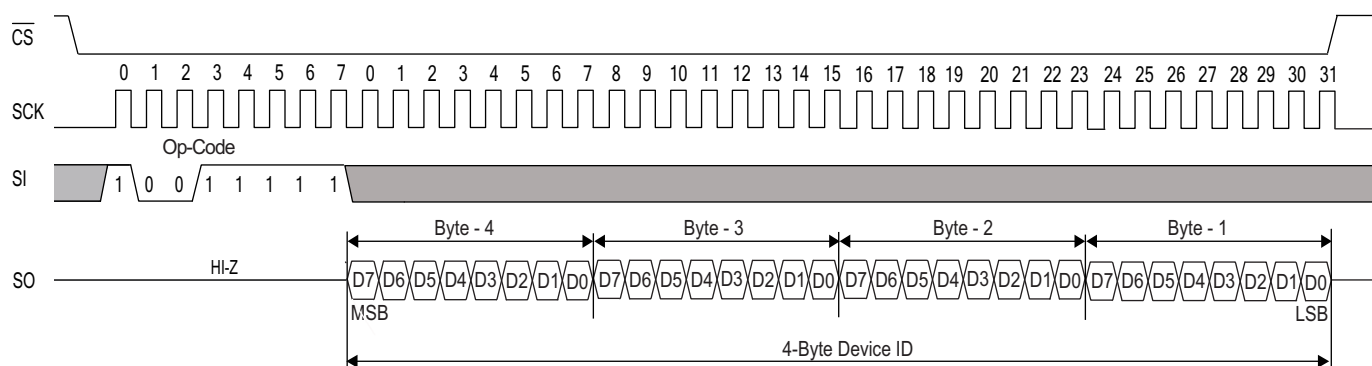 CS
0 1 2 3 4 5 6 7 0 1 2 3 4 5 6 7 8 9 10 11 12 13 14 15 16 17 18 19 20 21 22 23 24 25 26 27 28 29 30 31
SCK
Op-Code
SI 1 0 0 1 1 1 1 1
Byte - 4 Byte - 3 Byte - 2 Byte - 1
SO HI-Z D7 D6 D5 D4 D3 D2 D1 D0 D7 D6 D5 D4 D3 D2 D1 D0 D7 D6 D5 D4 D3 D2 D1 D0 D7 D6 D5 D4 D3 D2 D1 D0
MSB LSB
4-Byte Device ID